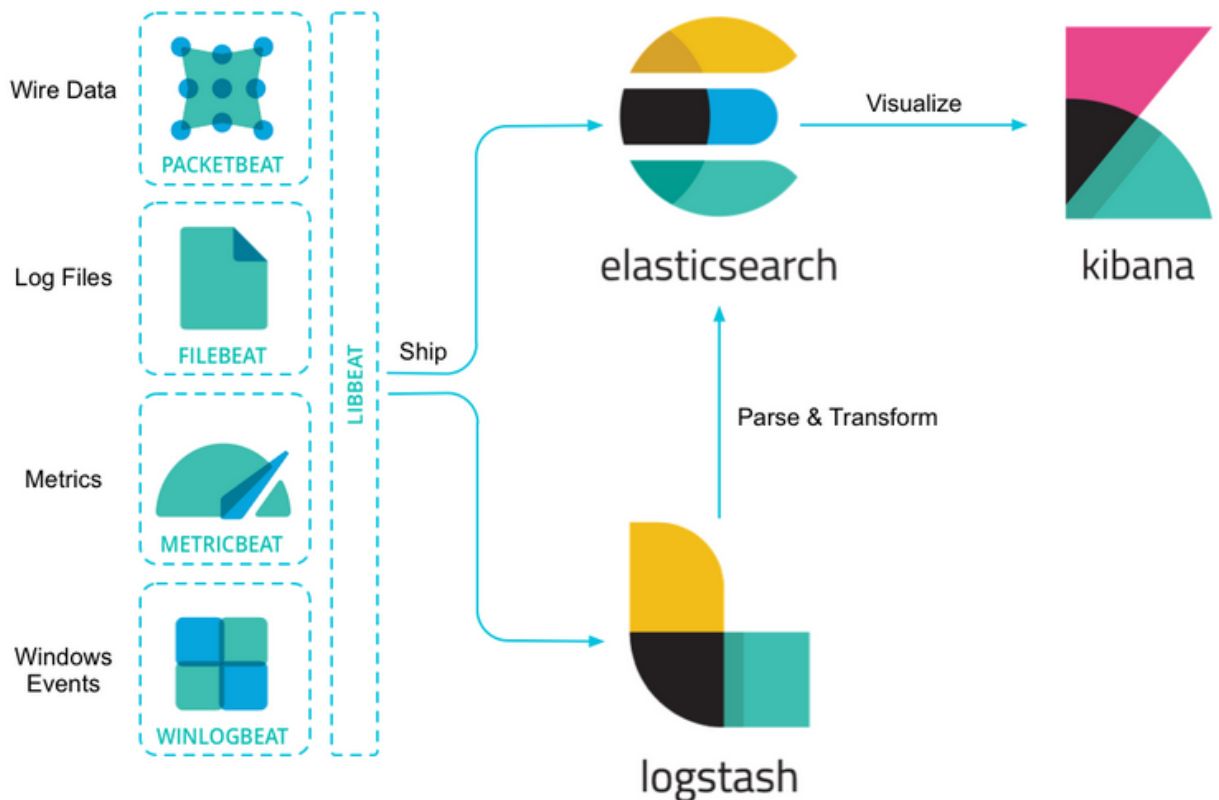 Wire Data
PACKETBEAT
Log Files
FILEBEAT
Metrics
METRICBEAT
Windows
Events
WINLOGBEAT
LIBBEAT
Ship
elasticsearch
Visualize
kibana
Parse & Transform
logstash